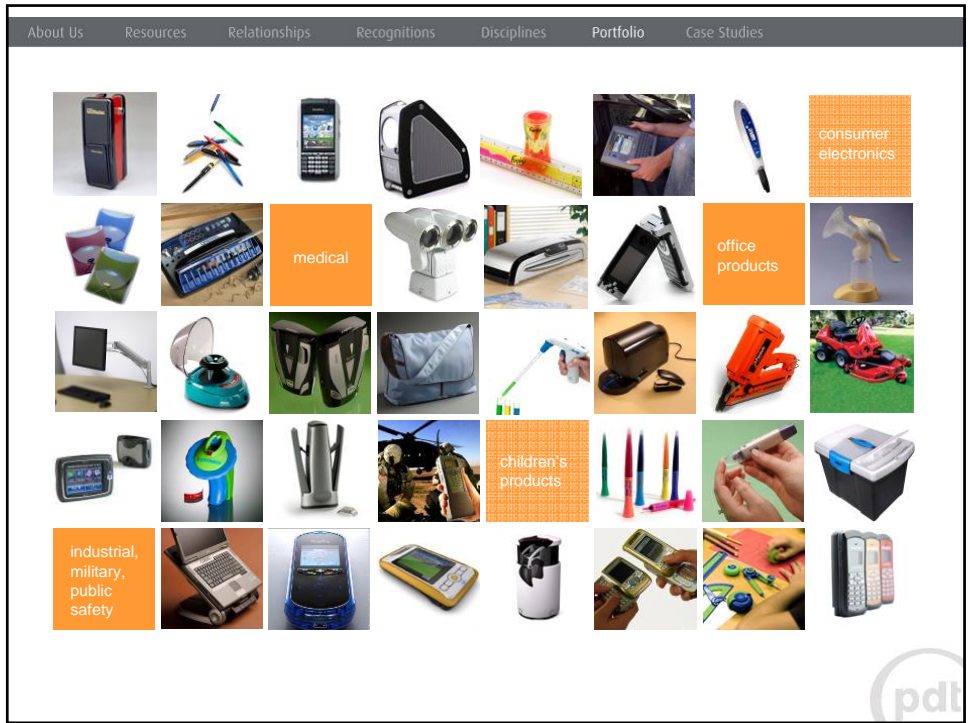 About Us Resources Relationships Recognitions Disciplines Portfolio Case Studies
consumer
electronics
medical
office
products
children's
products
industrial,
military,
public
safety
pdt